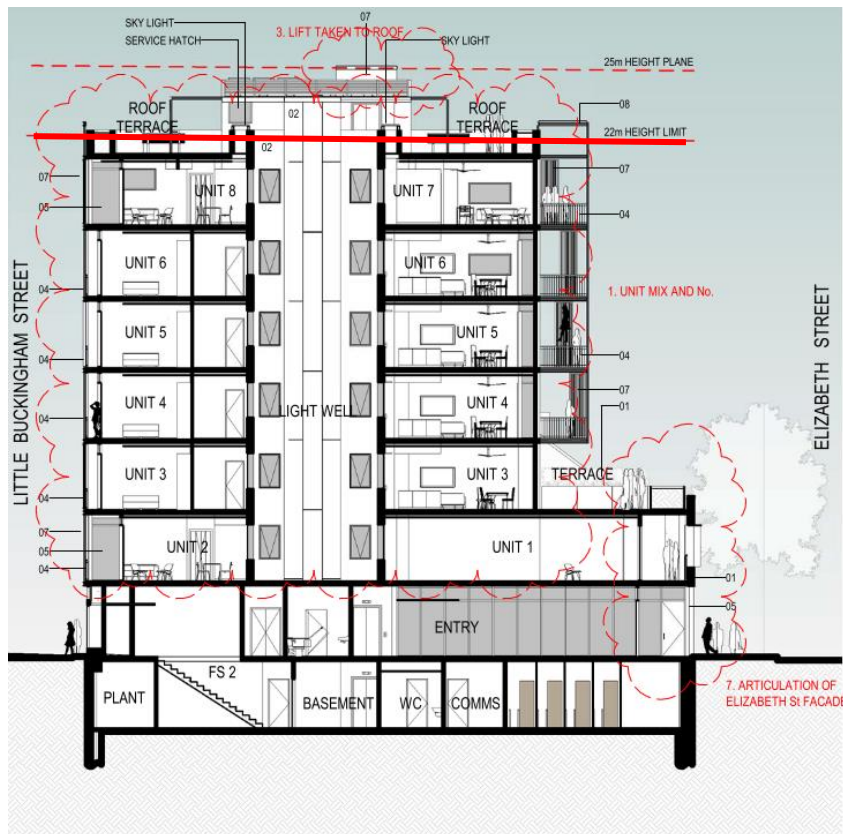 SKY LIGHT
07
SERVICE HATCH
3. LIFT TAKEN TO ROOF
SKY LIGHT
25m HEIGHT PLANE
ROOF
TERRACE
02
ROOF
TERRACE
08
22m HEIGHT LIMIT
02
07
05
UNIT 8
UNIT 7
07
04
UNIT 6
UNIT 6
04
1. UNIT MIX AND No.
UNIT 5
UNIT 5
04
04
UNIT 4
LIGHT WELL
UNIT 4
07
01
04
UNIT 3
UNIT 3
TERRACE
04
07
05
04
UNIT 2
UNIT 1
01
05
ENTRY
FS 2
PLANT
BASEMENT
WC
COMMS
7. ARTICULATION OF
ELIZABETH St FACADE
LITTLE BUCKINGHAM STREET
ELIZABETH STREET